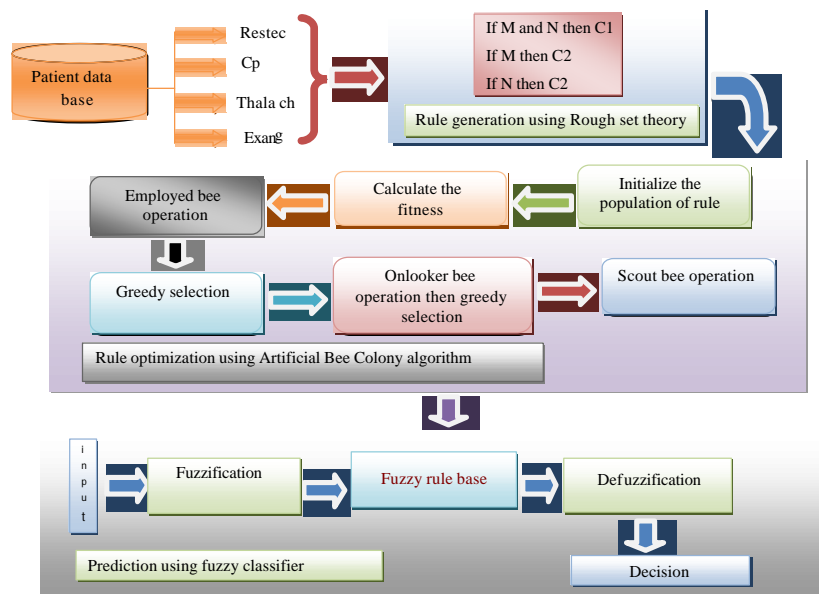 Patient data
base
Restec
Cp
Thala ch
Exang
If M and N then C1
If M then C2
If N then C2
Rule generation using Rough set theory
Employed bee
operation
Calculate the
fitness
Initialize the
population of rule
Greedy selection
Onlooker bee
operation then greedy
selection
Scout bee operation
Rule optimization using Artificial Bee Colony algorithm
input
Fuzzification
Fuzzy rule base
Defuzzification
Prediction using fuzzy classifier
Decision